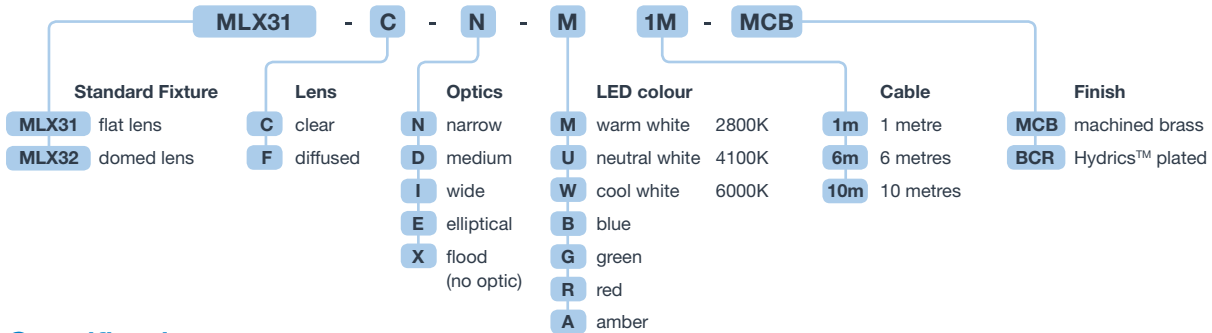 MLX31 - C - N - M 1M - MCB
Standard Fixture Lens Optics LED colour Cable Finish
MLX31 flat lens C clear N narrow M warm white 2800K 1m 1 metre MCB machined brass
MLX32 domed lens F diffused D medium U neutral white 4100K 6m 6 metres BCR Hydrics™ plated
I wide W cool white 6000K 10m 10 metres
E elliptical B blue
X flood G green
(no optic) R red
A amber